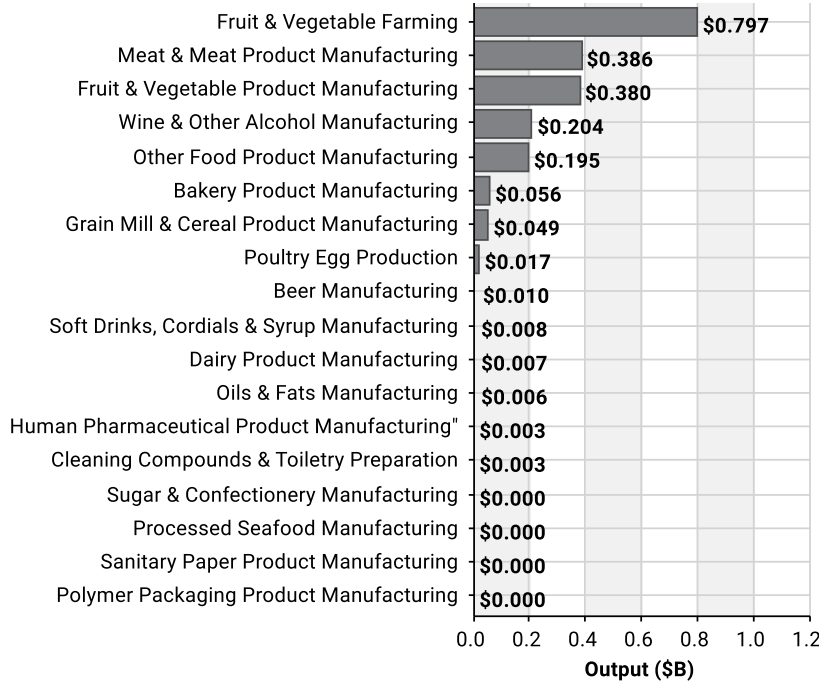 Fruit & Vegetable Farming $0.797
Meat & Meat Product Manufacturing $0.386
Fruit & Vegetable Product Manufacturing $0.380
Wine & Other Alcohol Manufacturing $0.204
Other Food Product Manufacturing $0.195
Bakery Product Manufacturing $0.056
Grain Mill & Cereal Product Manufacturing $0.049
Poultry Egg Production $0.017
Beer Manufacturing $0.010
Soft Drinks, Cordials & Syrup Manufacturing $0.008
Dairy Product Manufacturing $0.007
Oils & Fats Manufacturing $0.006
Human Pharmaceutical Product Manufacturing" $0.003
Cleaning Compounds & Toiletry Preparation $0.003
Sugar & Confectionery Manufacturing $0.000
Processed Seafood Manufacturing $0.000
Sanitary Paper Product Manufacturing $0.000
Polymer Packaging Product Manufacturing $0.000
0.0 0.2 0.4 0.6 0.8 1.0 1.2
Output ($B)